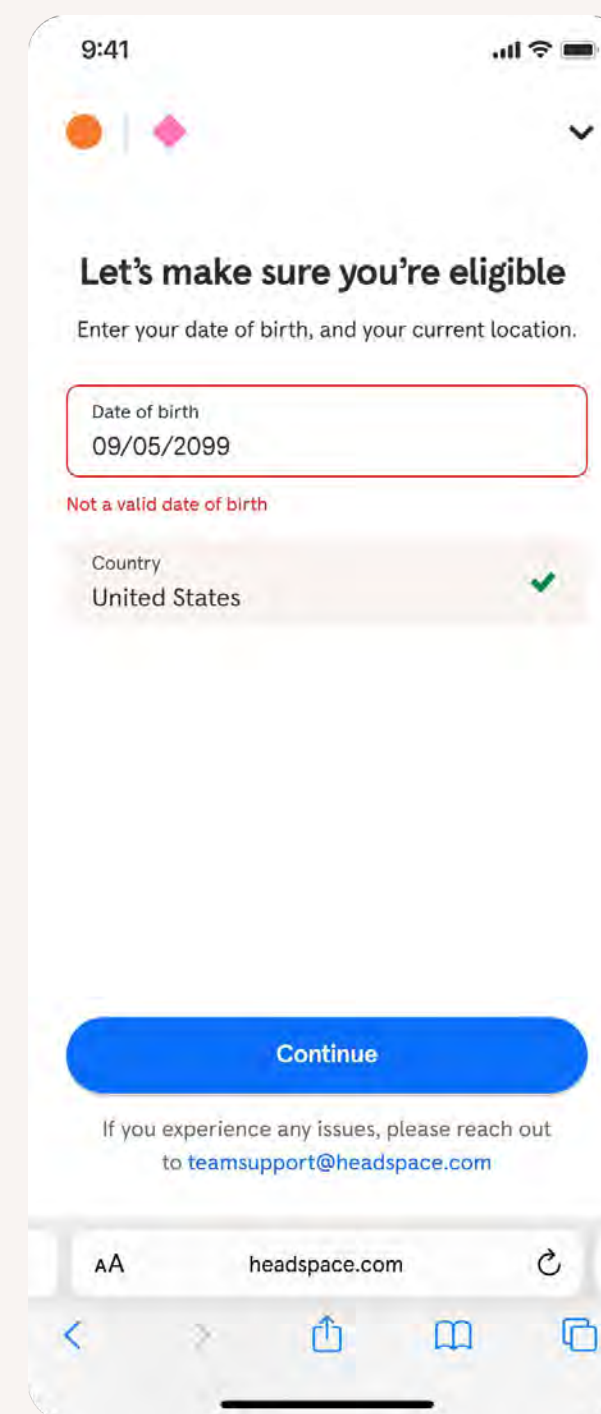 9:41
Let's make sure you're eligible
Enter your date of birth, and your current location.
Date of birth
09/05/2099
Not a valid date of birth
Country
United States
Continue
If you experience any issues, please reach out
to teamsupport@headspace.com
AA headspace.com